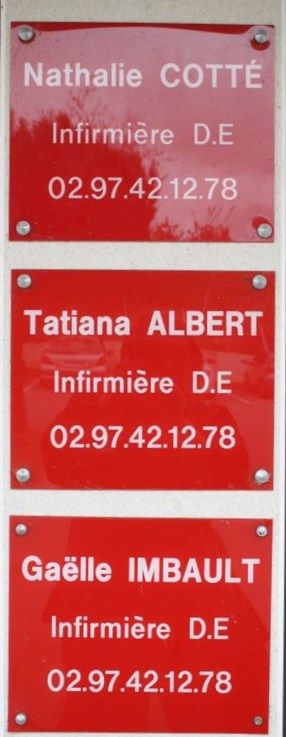 Nathalie COTTÉ
Infirmière D.E
02.97.42.12.78
Tatiana ALBERT
Infirmière D.E
02.97.42.12.78
Gaëlle IMBAULT
Infirmière D.E
02.97.42.12.78